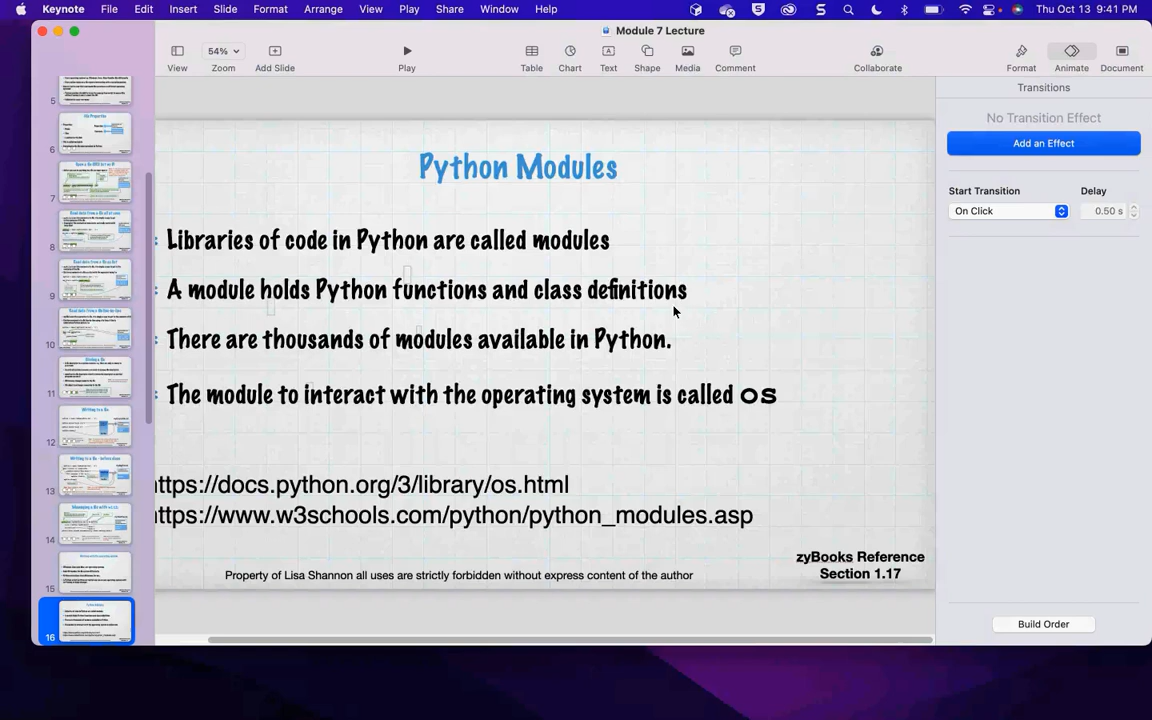 Keynote File Edit Insert Slide Format Arrange View Play Share Window Help Thu Oct 13 9:41 PM
Module 7 Lecture
54%
View Zoom Add Slide Play Table Chart Text Shape Media Comment Collaborate Format Animate Document
Transitions
No Transition Effect
Add an Effect
Start Transition Delay
On Click 0.50 s
Build Order
5
6
7
8
9
10
11
12
13
14
15
16
Python Modules
Libraries of code in Python are called modules
A module holds Python functions and class definitions
There are thousands of modules available in Python.
The module to interact with the operating system is called os
https://docs.python.org/3/library/os.html
https://www.w3schools.com/python/python_modules.asp
zyBooks Reference
Section 1.17
Property of Lisa Shannon all uses are strictly forbidden without express content of the author